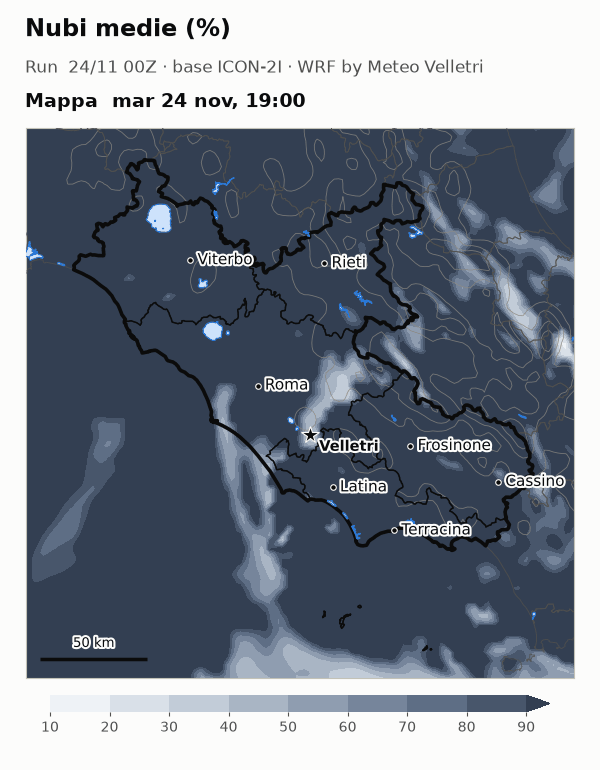 Nubi medie (%)
Run  24/11 00Z · base ICON-2I · WRF by Meteo Velletri
Mappa  mar 24 nov, 19:00
Viterbo
Rieti
Roma
Velletri
Frosinone
Latina
Cassino
Terracina
50 km
10 20 30 40 50 60 70 80 90